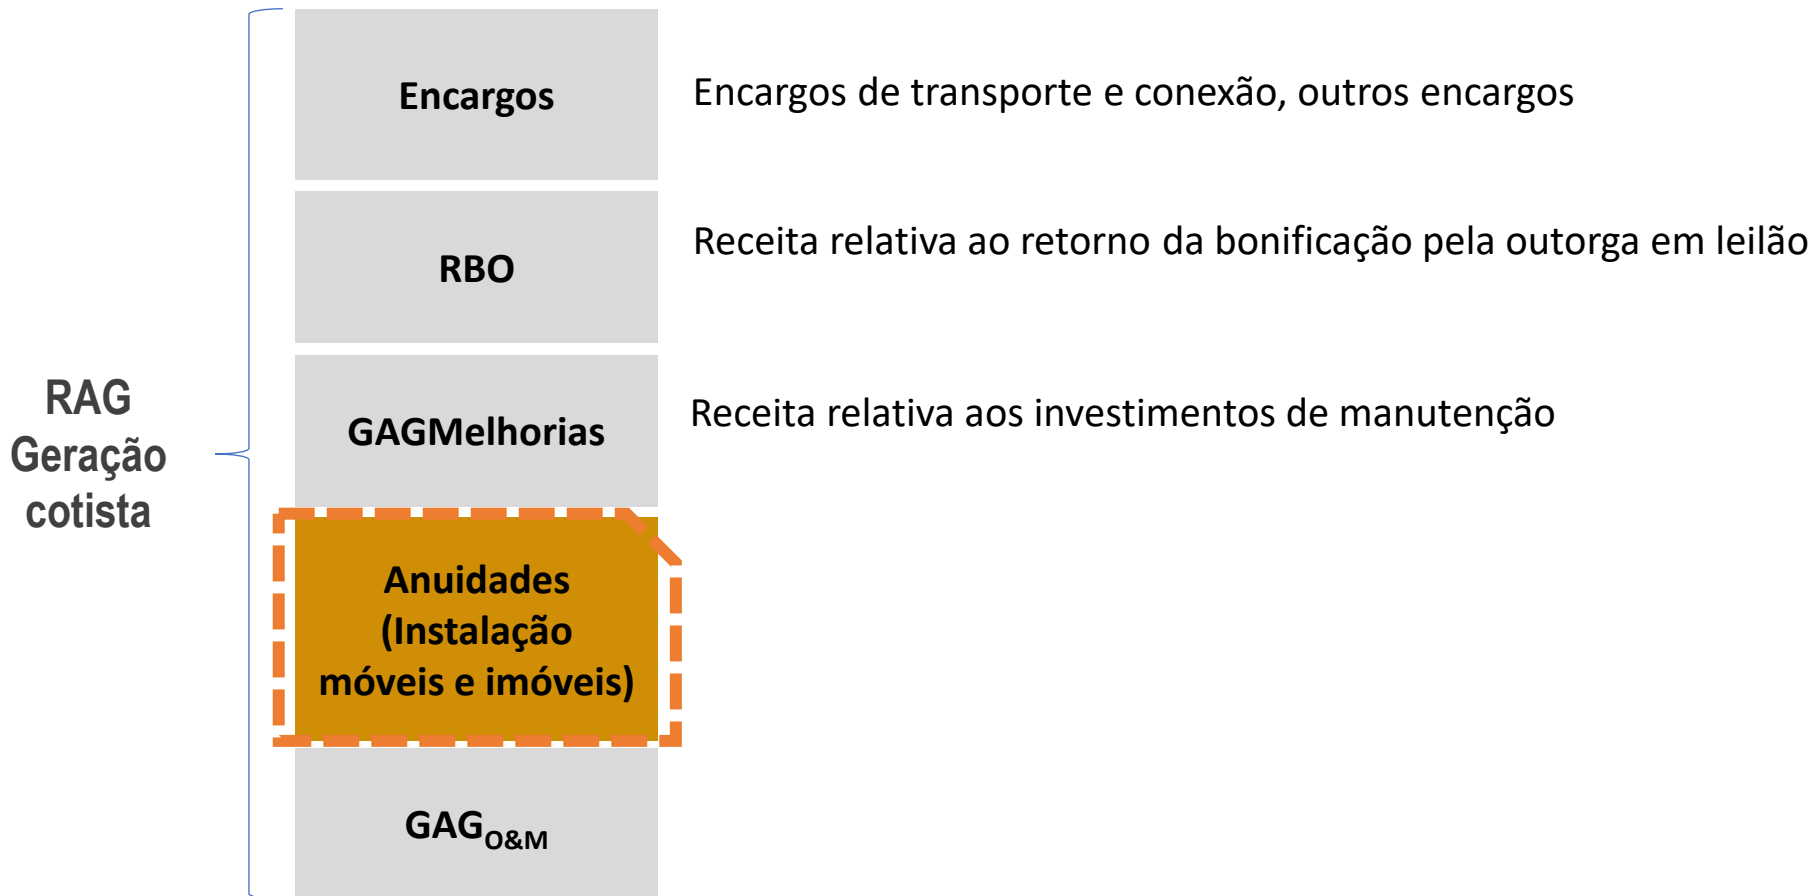 Encargos
Encargos de transporte e conexão, outros encargos
RBO
Receita relativa ao retorno da bonificação pela outorga em leilão
RAG
Geração
cotista
GAGMelhorias
Receita relativa aos investimentos de manutenção
Anuidades
(Instalação
móveis e imóveis)
GAGO&M